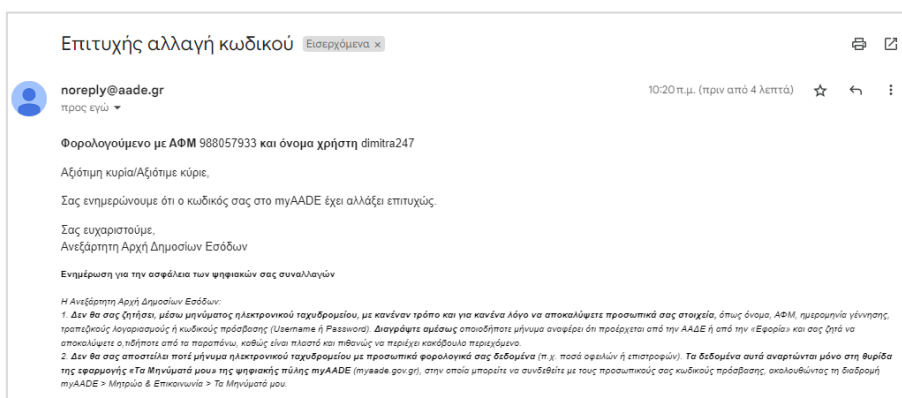 Επιτυχής αλλαγή κωδικού Εισερχόμενα ×
noreply@aade.gr 10:20 π.μ. (πριν από 4 λεπτά)
προς εγώ
Φορολογούμενο με ΑΦΜ 988057933 και όνομα χρήστη dimitra247
Αξιότιμη κυρία/Αξιότιμε κύριε,
Σας ενημερώνουμε ότι ο κωδικός σας στο myAADE έχει αλλάξει επιτυχώς.
Σας ευχαριστούμε,
Ανεξάρτητη Αρχή Δημοσίων Εσόδων
Ενημέρωση για την ασφάλεια των ψηφιακών σας συναλλαγών
Η Ανεξάρτητη Αρχή Δημοσίων Εσόδων:
1. Δεν θα σας ζητήσει, μέσω μηνύματος ηλεκτρονικού ταχυδρομείου, με κανέναν τρόπο και για κανένα λόγο να αποκαλύψετε προσωπικά σας στοιχεία, όπως όνομα, ΑΦΜ, ημερομηνία γέννησης,
τραπεζικούς λογαριασμούς ή κωδικούς πρόσβασης (Username ή Password). Διαγράψτε αμέσως οποιοδήποτε μήνυμα αναφέρει ότι προέρχεται από την ΑΑΔΕ ή από την «Εφορία» και σας ζητά να
αποκαλύψετε ο,τιδήποτε από τα παραπάνω, καθώς είναι πλαστό και πιθανώς να περιέχει κακόβουλο περιεχόμενο.
2. Δεν θα σας αποστείλει ποτέ μήνυμα ηλεκτρονικού ταχυδρομείου με προσωπικά φορολογικά σας δεδομένα (π.χ. ποσά οφειλών ή επιστροφών). Τα δεδομένα αυτά αναρτώνται μόνο στη θυρίδα
της εφαρμογής «Τα Μηνύματά μου» της ψηφιακής πύλης myAADE (myaade.gov.gr), στην οποία μπορείτε να συνδεθείτε με τους προσωπικούς σας κωδικούς πρόσβασης, ακολουθώντας τη διαδρομή
myAADE > Μητρώο & Επικοινωνία > Τα Μηνύματά μου.